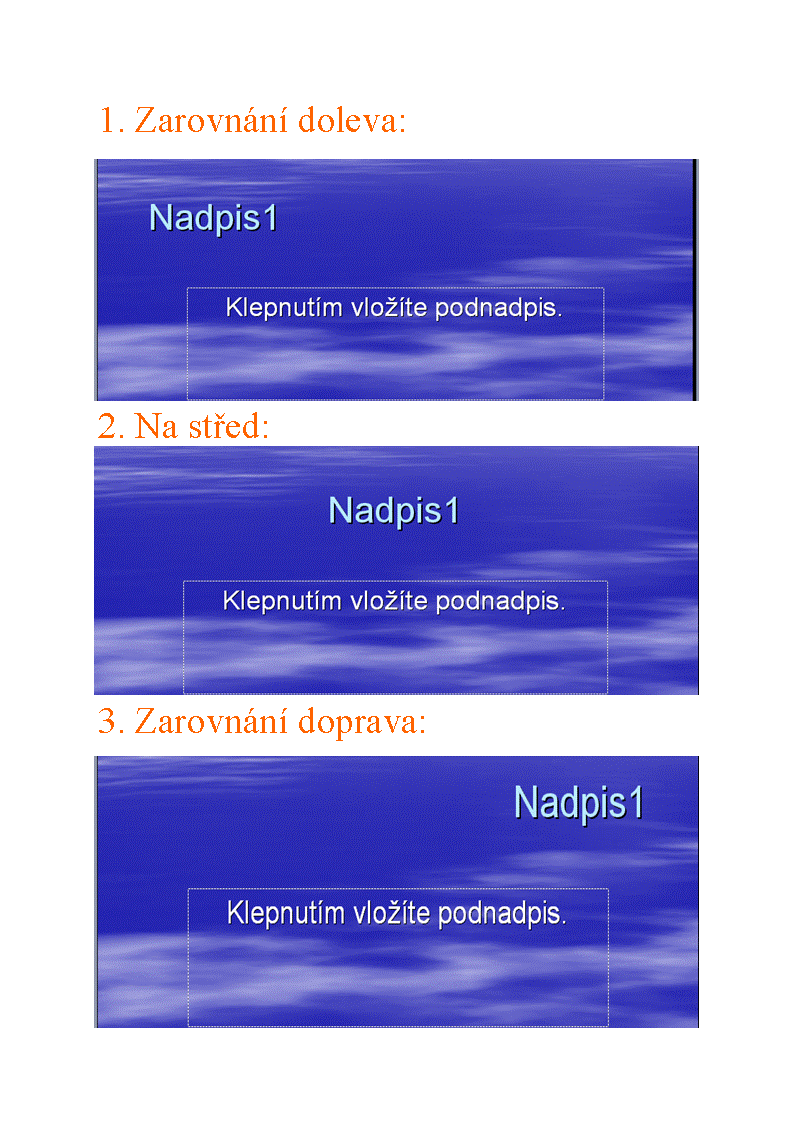 1. Zarovnání doleva:
Nadpis1
Klepnutím vložíte podnadpis.
2. Na střed:
Nadpis1
Klepnutím vložíte podnadpis.
3. Zarovnání doprava:
Nadpis1
Klepnutím vložíte podnadpis.